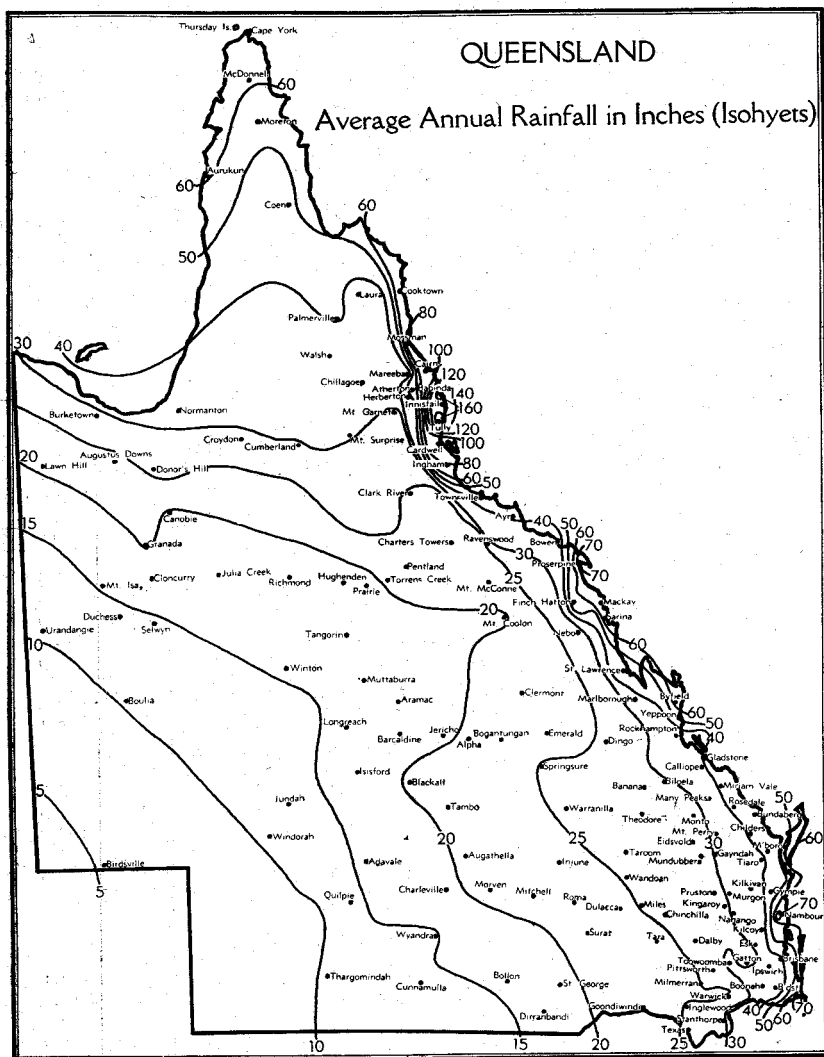 QUEENSLAND
Average Annual Rainfall in Inches (Isohyets)
Thursday Is.
Cape York
McDonnell
60
Moreton
Aurukun
60
Coen
60
50
Laura
Cooktown
Palmerville
80
Mossman
30
40
Walsh
100
Cairns
Mareeba
120
Chillagoe
Atherton
Babinda
140
Herberton
Innisfail
160
Burketown
Normanton
Mt Garnet
Tully
120
Croydon
Cumberland
Mt. Surprise
100
Augustus Downs
Cardwell
20
Lawn Hill
Donor's Hill
Ingham
80
60
50
Clark River
Townsville
Canobie
Ayr
40
50
60
70
15
Granada
Charters Towers
Ravenswood
Bowen
30
Proserpine
Pentland
70
Mt. Isa
Cloncurry
Julia Creek
Richmond
Hughenden
Prairie
Torrens Creek
25
Mt. McConne
Finch Hatton
Mackay
20
Sarina
Duchess
Mt. Coolon
Urandangie
Selwyn
Tangorin
Nebo
60
10
Winton
St. Lawrence
Muttaburra
Boulia
Aramac
Clermont
Marlborough
Byfield
Yeppoon
60
50
Longreach
Jericho
Bogantungan
Emerald
Rockhampton
40
Barcaldine
Alpha
Dingo
Gladstone
Isisford
Springsure
Calliope
5
Blackall
Banana
Biloela
Miriam Vale
Jundah
Tambo
Warranilla
Many Peaks
Rosedale
50
Theodore
Monto
Bundaberg
Windorah
20
25
Mt. Perry
Childers
60
Eidsvold
30
M'boro
Birdsville
Adavale
Augathella
Injune
Taroom
Mundubbera
Gayndah
Tiaro
5
Wandoan
Kilkivan
Quilpie
Charleville
Morven
Mitchell
Roma
Pruston
Murgon
Gympie
70
Dulacca
Miles
Kingaroy
Chinchilla
Nanango
Nambour
Wyandra
Surat
Tara
Dalby
Kilcoy
Esk
Toowoomba
Gatton
Brisbane
Thargomindah
Bollon
Pittsworth
Ipswich
Cunnamulla
St George
Milmerran
Boonah
B'dst.
Dirranbandi
Goondiwindi
Warwick
Inglewood
40
50
60
70
Stanthorpe
Texas
10
15
20
25
30